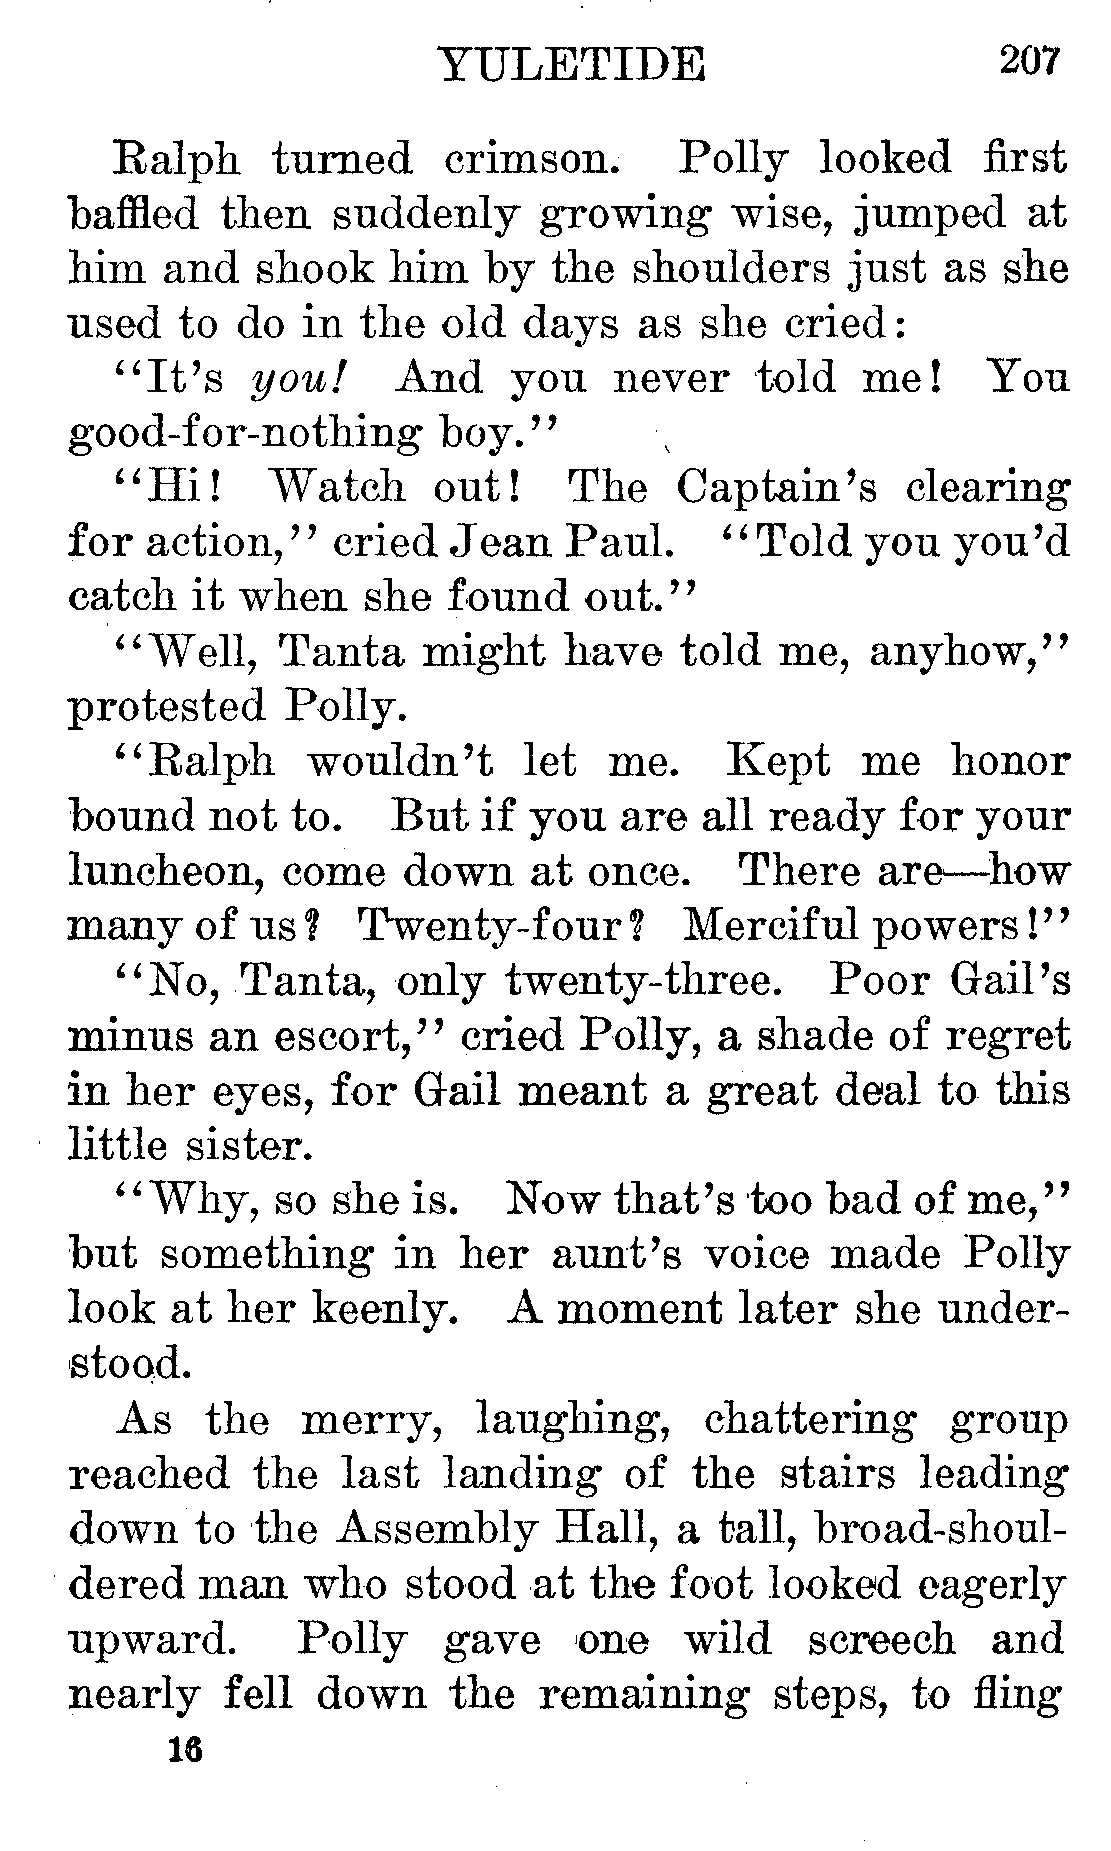 YULETIDE 207
Ralph turned crimson. Polly looked first
baffled then suddenly growing wise, jumped at
him and shook him by the shoulders just as she
used to do in the old days as she cried:
"It's you! And you never told me! You
good-for-nothing boy."
"Hi! Watch out! The Captain's clearing
for action," cried Jean Paul. "Told you you'd
catch it when she found out."
"Well, Tanta might have told me, anyhow,"
protested Polly.
"Ralph wouldn't let me. Kept me honor
bound not to. But if you are all ready for your
luncheon, come down at once. There are—how
many of us? Twenty-four? Merciful powers!"
"No, Tanta, only twenty-three. Poor Gail's
minus an escort," cried Polly, a shade of regret
in her eyes, for Gail meant a great deal to this
little sister.
"Why, so she is. Now that's too bad of me,"
but something in her aunt's voice made Polly
look at her keenly. A moment later she under-
stood.
As the merry, laughing, chattering group
reached the last landing of the stairs leading
down to the Assembly Hall, a tall, broad-shoul-
dered man who stood at the foot looked eagerly
upward. Polly gave one wild screech and
nearly fell down the remaining steps, to fling
16